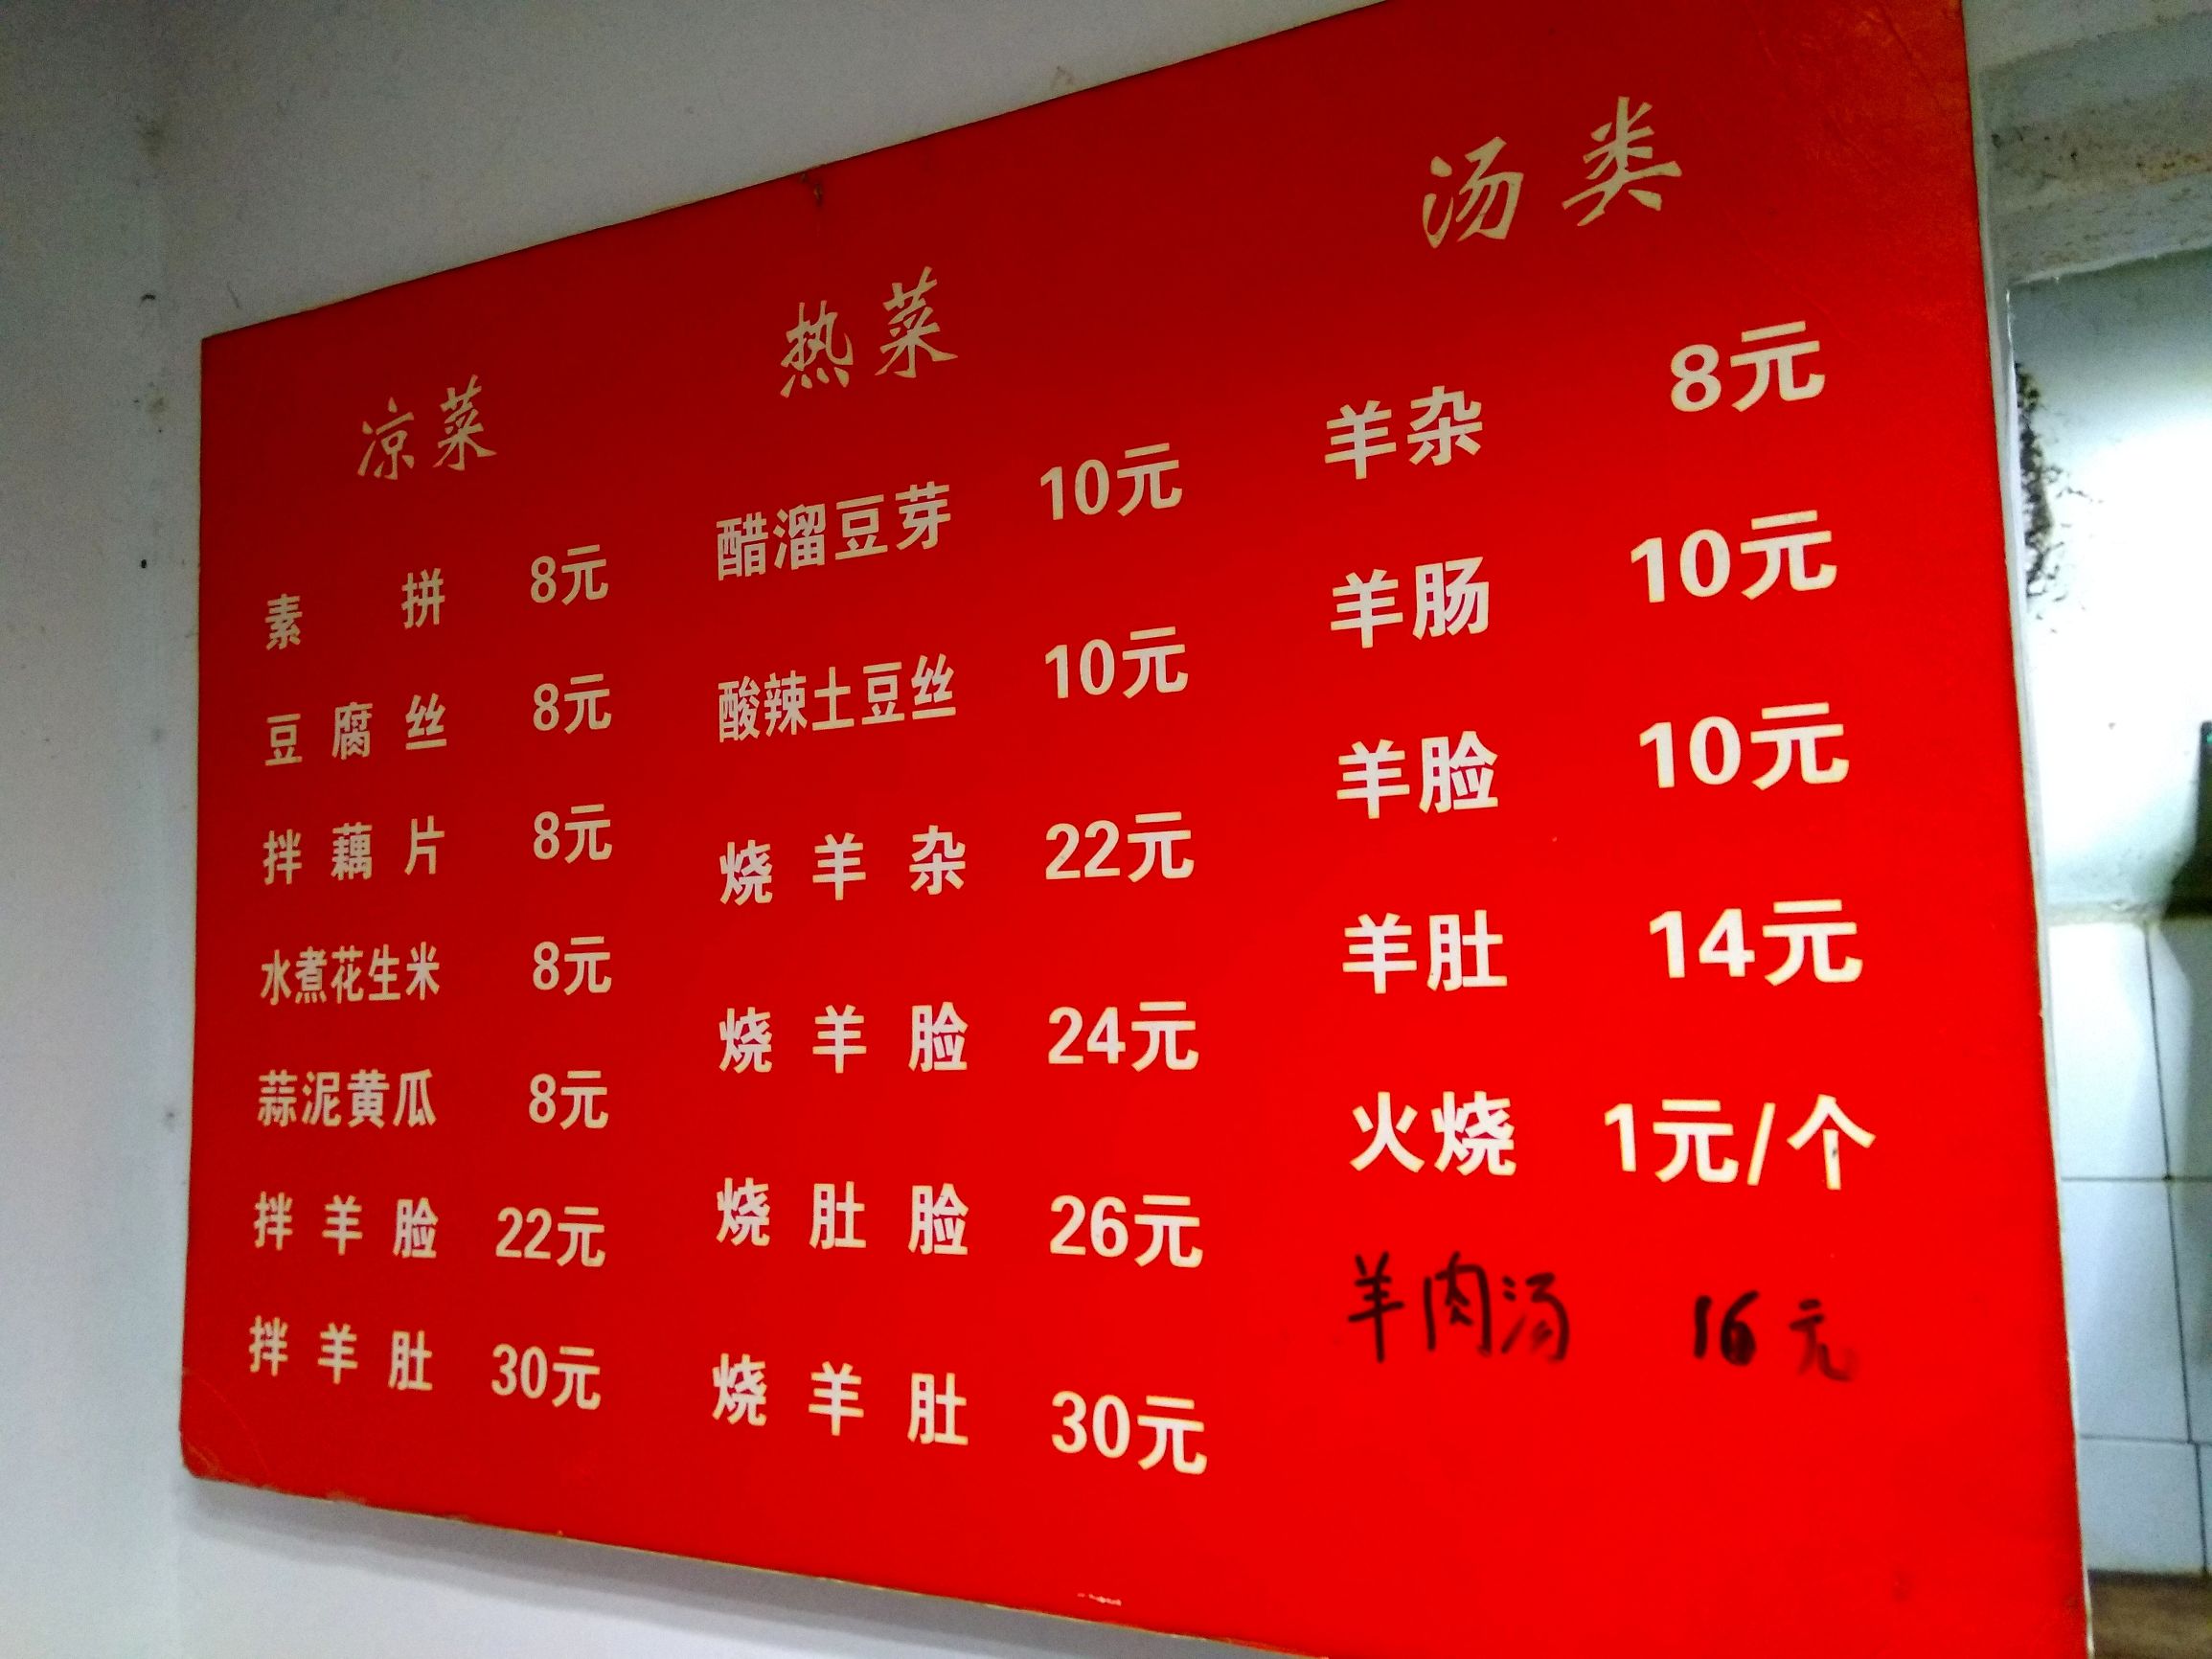 凉菜
素拼 8元
豆腐丝 8元
拌藕片 8元
水煮花生米 8元
蒜泥黄瓜 8元
拌羊脸 22元
拌羊肚 30元
热菜
醋溜豆芽 10元
酸辣土豆丝 10元
烧羊杂 22元
烧羊脸 24元
烧肚脸 26元
烧羊肚 30元
汤类
羊杂 8元
羊肠 10元
羊脸 10元
羊肚 14元
火烧 1元/个
羊肉汤 16元